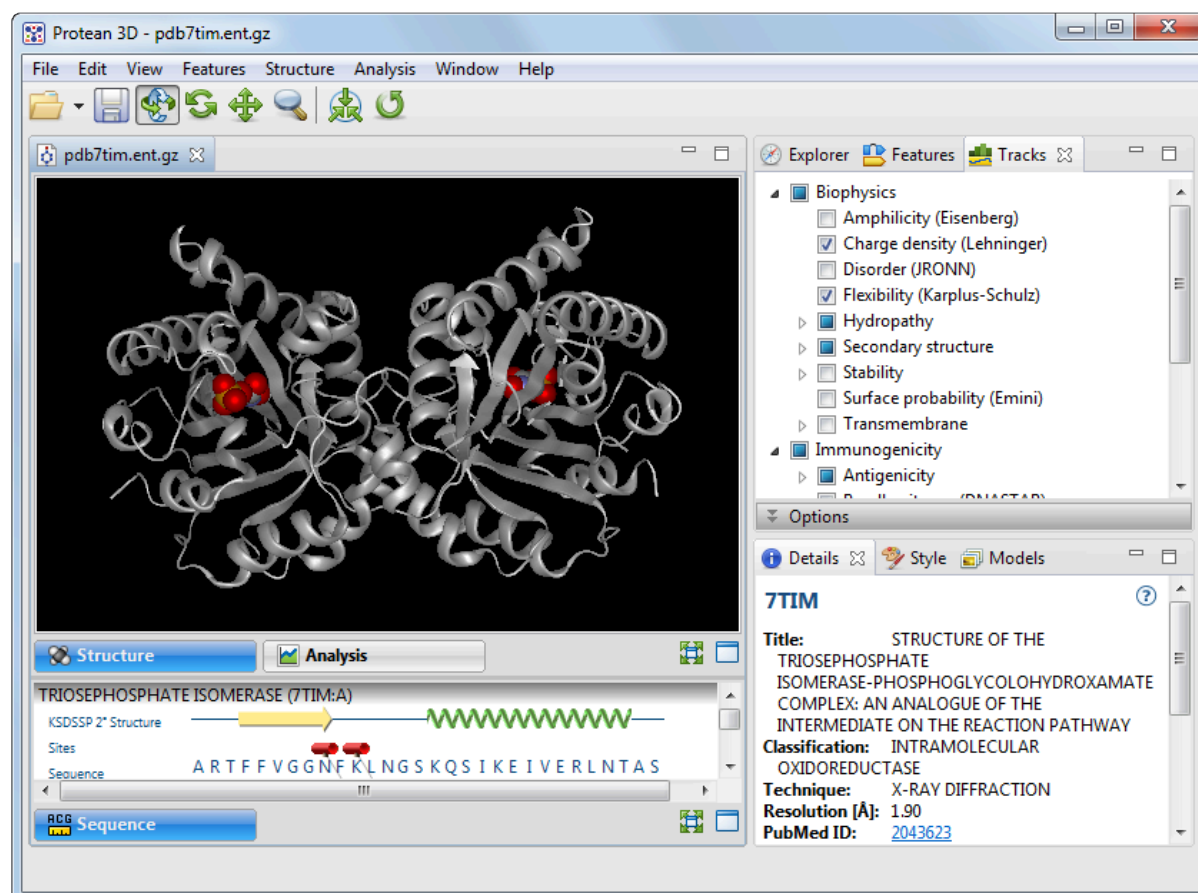 Protean 3D - pdb7tim.ent.gz
File Edit View Features Structure Analysis Window Help
pdb7tim.ent.gz
Explorer Features Tracks
Biophysics
Amphilicity (Eisenberg)
Charge density (Lehninger)
Disorder (JRONN)
Flexibility (Karplus-Schulz)
Hydropathy
Secondary structure
Stability
Surface probability (Emini)
Transmembrane
Immunogenicity
Antigenicity
Options
Details Style Models
7TIM
Title: STRUCTURE OF THE
TRIOSEPHOSPHATE
ISOMERASE-PHOSPHOGLYCOLOHYDROXAMATE
COMPLEX: AN ANALOGUE OF THE
INTERMEDIATE ON THE REACTION PATHWAY
Classification: INTRAMOLECULAR
OXIDOREDUCTASE
Technique: X-RAY DIFFRACTION
Resolution [Å]: 1.90
PubMed ID: 2043623
Structure Analysis
TRIOSEPHOSPHATE ISOMERASE (7TIM:A)
KSDSSP 2° Structure
Sites
Sequence A R T F F V G G N F K L N G S K Q S I K E I V E R L N T A S
ACG Sequence